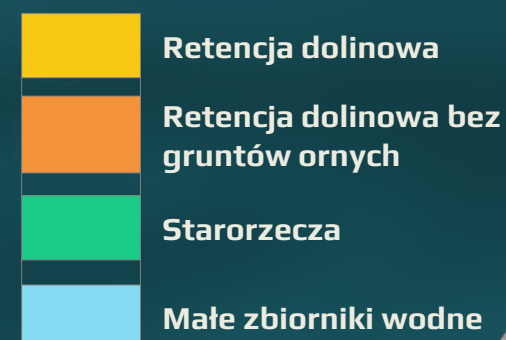 Retencja dolinowa
Retencja dolinowa bez
gruntów ornych
Starorzecza
Małe zbiorniki wodne